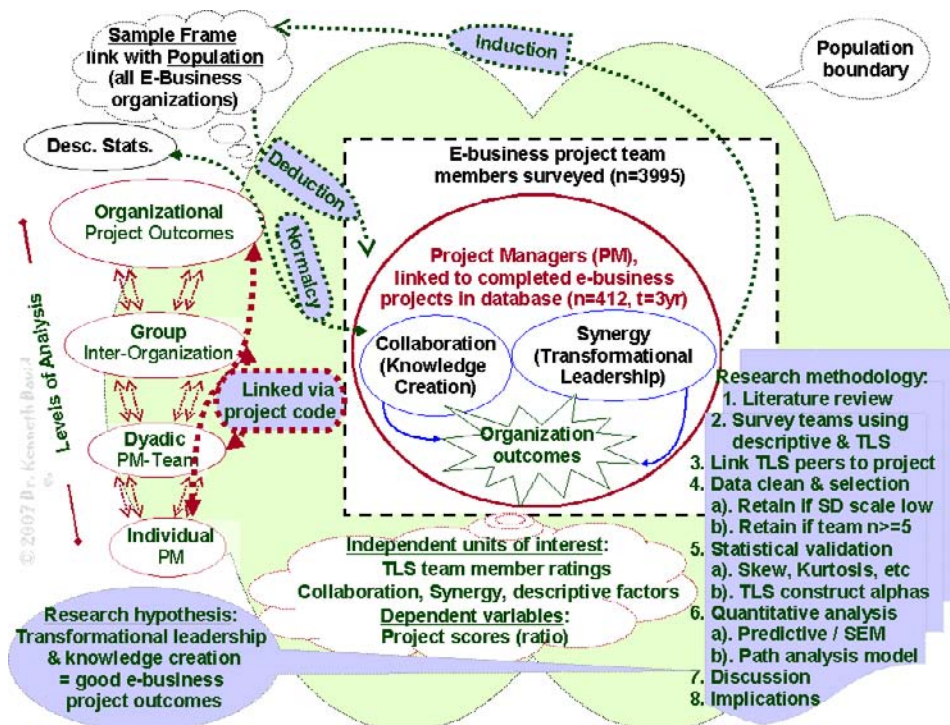 Sample Frame
link with Population
(all E-Business
organizations)
Induction
Population
boundary
Desc. Stats.
Deduction
Normalcy
E-business project team
members surveyed (n=3995)
Organizational
Project Outcomes
Project Managers (PM),
linked to completed e-business
projects in database (n=412, t=3yr)
Group
Inter-Organization
Collaboration
(Knowledge
Creation)
Synergy
(Transformational
Leadership)
Levels of Analysis
Linked via
project code
Organization
outcomes
Dyadic
PM-Team
Individual
PM
© 2007 Dr. Kenneth David
Independent units of interest:
TLS team member ratings
Collaboration, Synergy, descriptive factors
Dependent variables:
Project scores (ratio)
Research hypothesis:
Transformational leadership
& knowledge creation
= good e-business
project outcomes
Research methodology:
1. Literature review
2. Survey teams using
descriptive & TLS
3. Link TLS peers to project
4. Data clean & selection
a). Retain if SD scale low
b). Retain if team n>=5
5. Statistical validation
a). Skew, Kurtosis, etc
b). TLS construct alphas
6. Quantitative analysis
a). Predictive / SEM
b). Path analysis model
7. Discussion
8. Implications